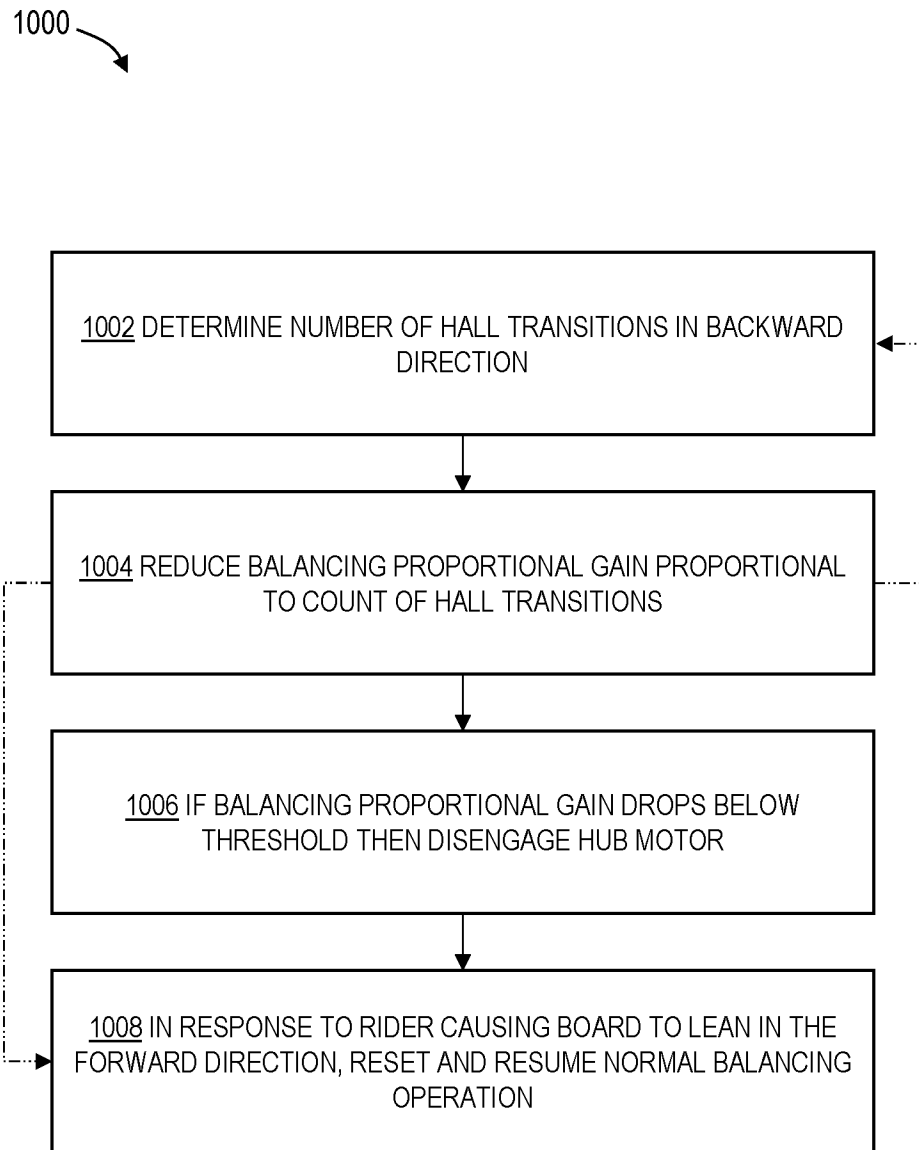 1000
1002 DETERMINE NUMBER OF HALL TRANSITIONS IN BACKWARD
DIRECTION
1004 REDUCE BALANCING PROPORTIONAL GAIN PROPORTIONAL
TO COUNT OF HALL TRANSITIONS
1006 IF BALANCING PROPORTIONAL GAIN DROPS BELOW
THRESHOLD THEN DISENGAGE HUB MOTOR
1008 IN RESPONSE TO RIDER CAUSING BOARD TO LEAN IN THE
FORWARD DIRECTION, RESET AND RESUME NORMAL BALANCING
OPERATION